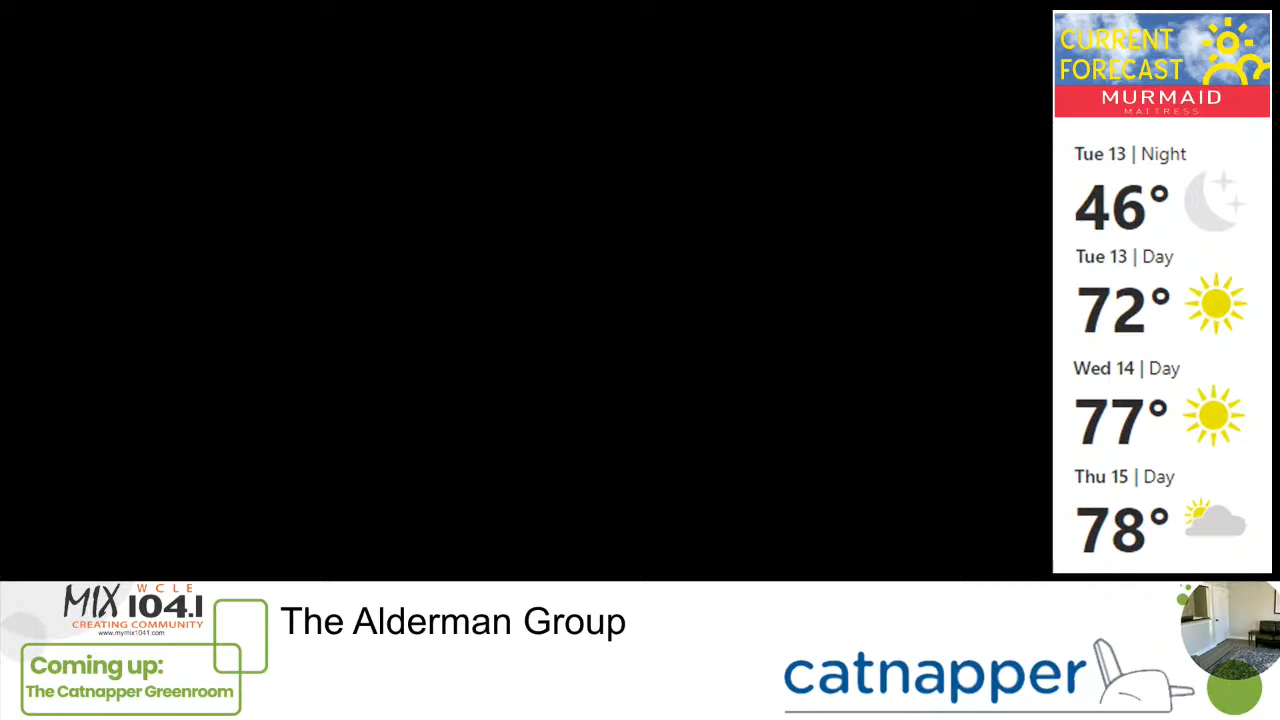 CURRENT
FORECAST
MURMAID
MATTRESS
Tue 13 | Night
46°
Tue 13 | Day
72°
Wed 14 | Day
77°
Thu 15 | Day
78°
WCLE
MIX 104.1
CREATING COMMUNITY
www.mymix1041.com
The Alderman Group
Coming up:
The Catnapper Greenroom
catnapper